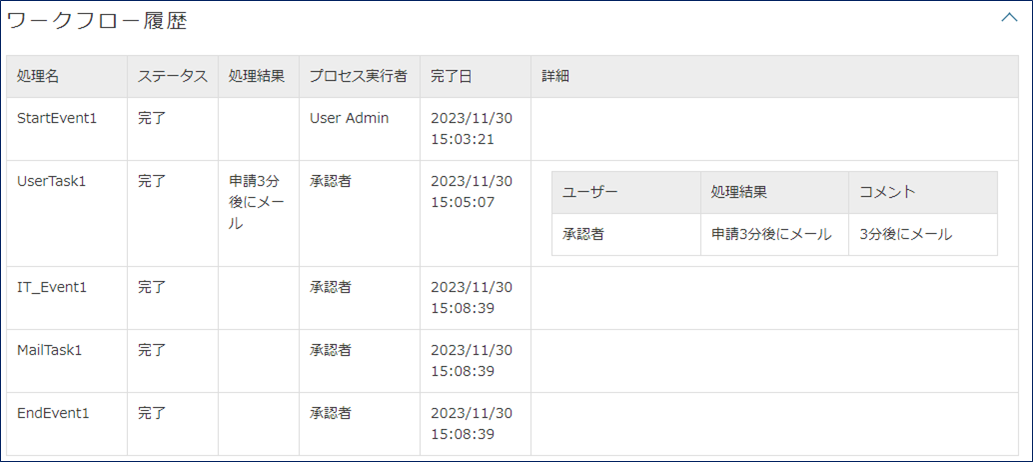 ワークフロー履歴
処理名 ステータス 処理結果 プロセス実行者 完了日 詳細
StartEvent1 完了 User Admin 2023/11/30
15:03:21
UserTask1 完了 申請3分 承認者 2023/11/30
後にメー 15:05:07
ル
ユーザー 処理結果 コメント
承認者 申請3分後にメール 3分後にメール
IT_Event1 完了 承認者 2023/11/30
15:08:39
MailTask1 完了 承認者 2023/11/30
15:08:39
EndEvent1 完了 承認者 2023/11/30
15:08:39